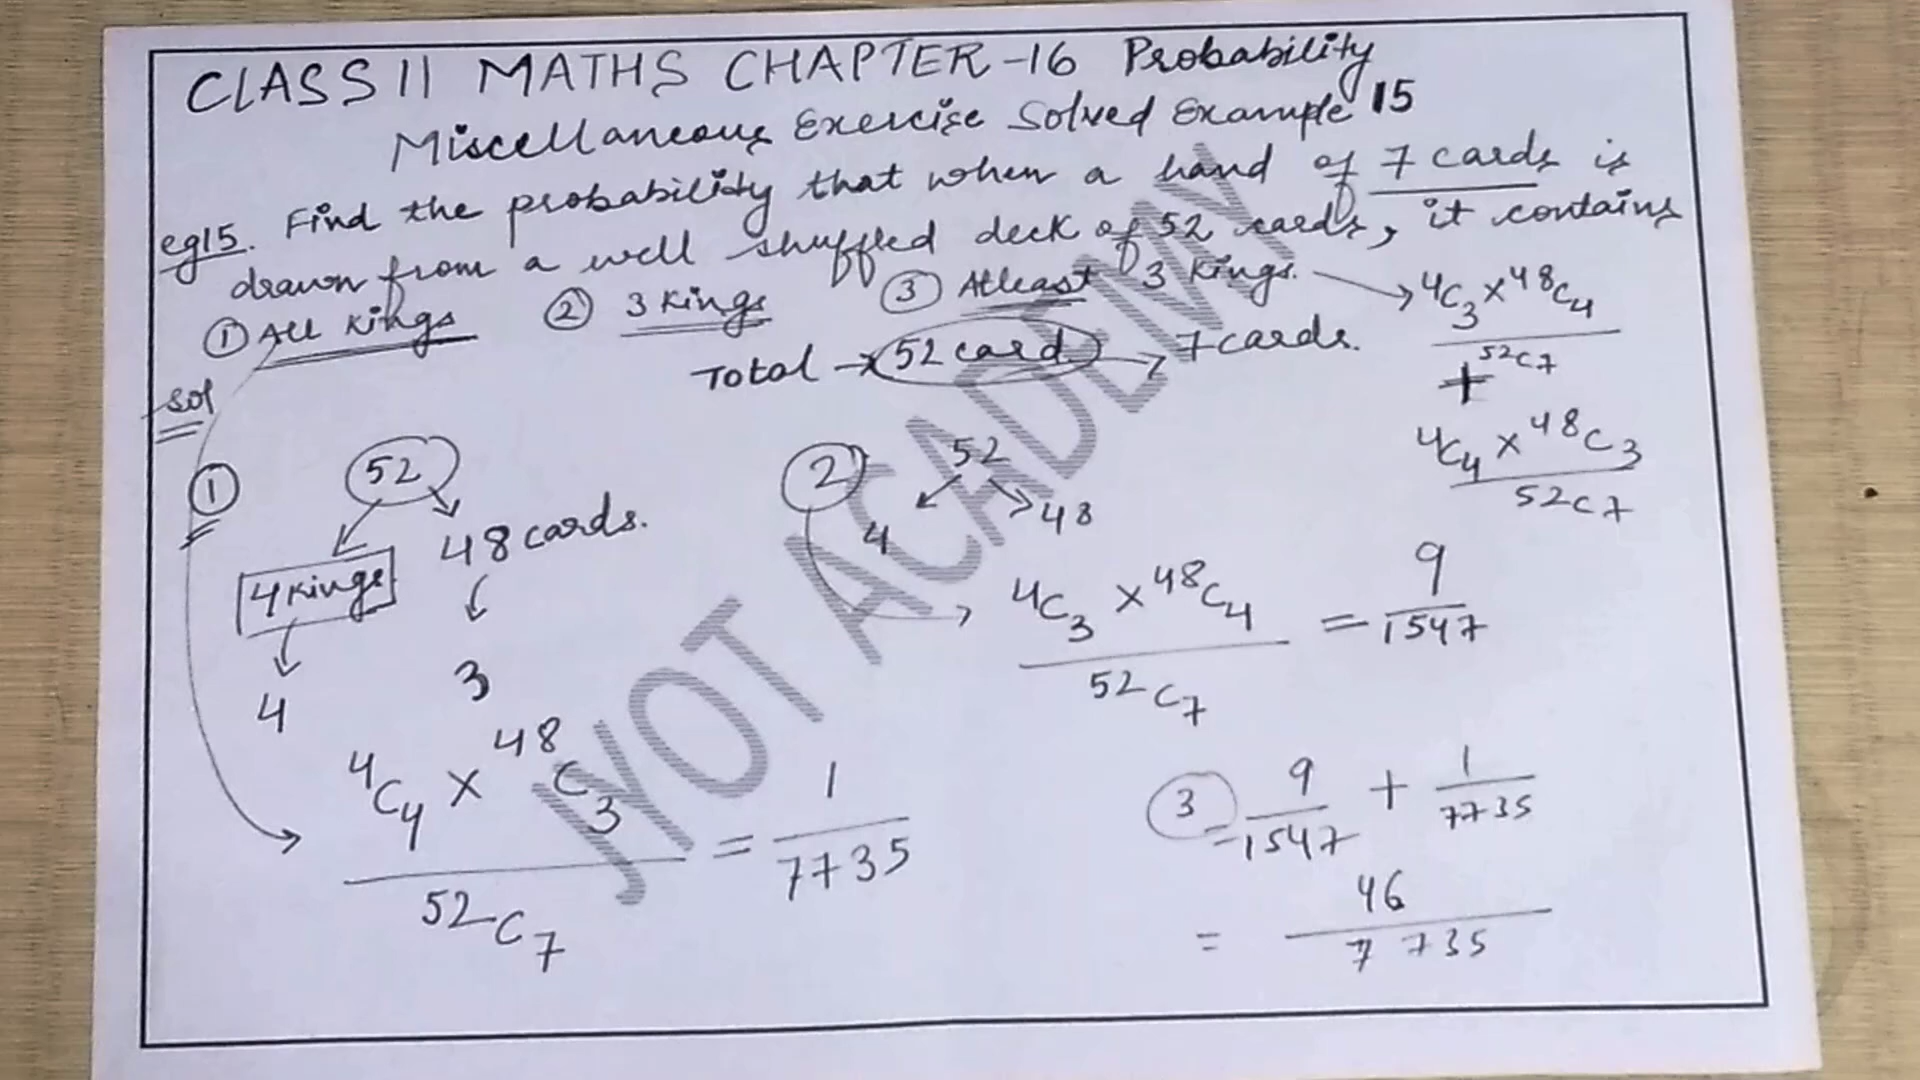 CLASS 11 MATHS CHAPTER-16 Probability
Miscellaneous Exercise Solved Example 15
eg15. Find the probability that when a hand of 7 cards is
drawn from a well shuffled deck of 52 cards, it contains
① All Kings ② 3 Kings ③ Atleast 3 Kings. → ⁴C₃ × ⁴⁸C₄
⁵²C₇
+
⁴C₄ × ⁴⁸C₃
⁵²C₇
Total → 52 card → 7 cards.
Sol
①
52
4 Kings 48 cards.
4 3
⁴C₄ × ⁴⁸C₃
⁵²C₇
= 1
7735
②
52
4 48
⁴C₃ × ⁴⁸C₄
⁵²C₇
= 9
1547
③
= 9/1547 + 1/7735
= 46
7735
JYOT ACADEMY